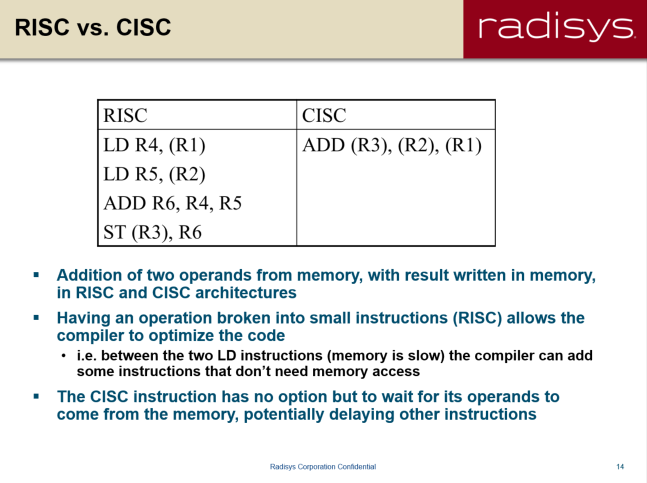 RISC vs. CISC
radisys.
RISC CISC
LD R4, (R1) ADD (R3), (R2), (R1)
LD R5, (R2)
ADD R6, R4, R5
ST (R3), R6
▪ Addition of two operands from memory, with result written in memory,
in RISC and CISC architectures
▪ Having an operation broken into small instructions (RISC) allows the
compiler to optimize the code
• i.e. between the two LD instructions (memory is slow) the compiler can add
some instructions that don't need memory access
▪ The CISC instruction has no option but to wait for its operands to
come from the memory, potentially delaying other instructions
Radisys Corporation Confidential 14